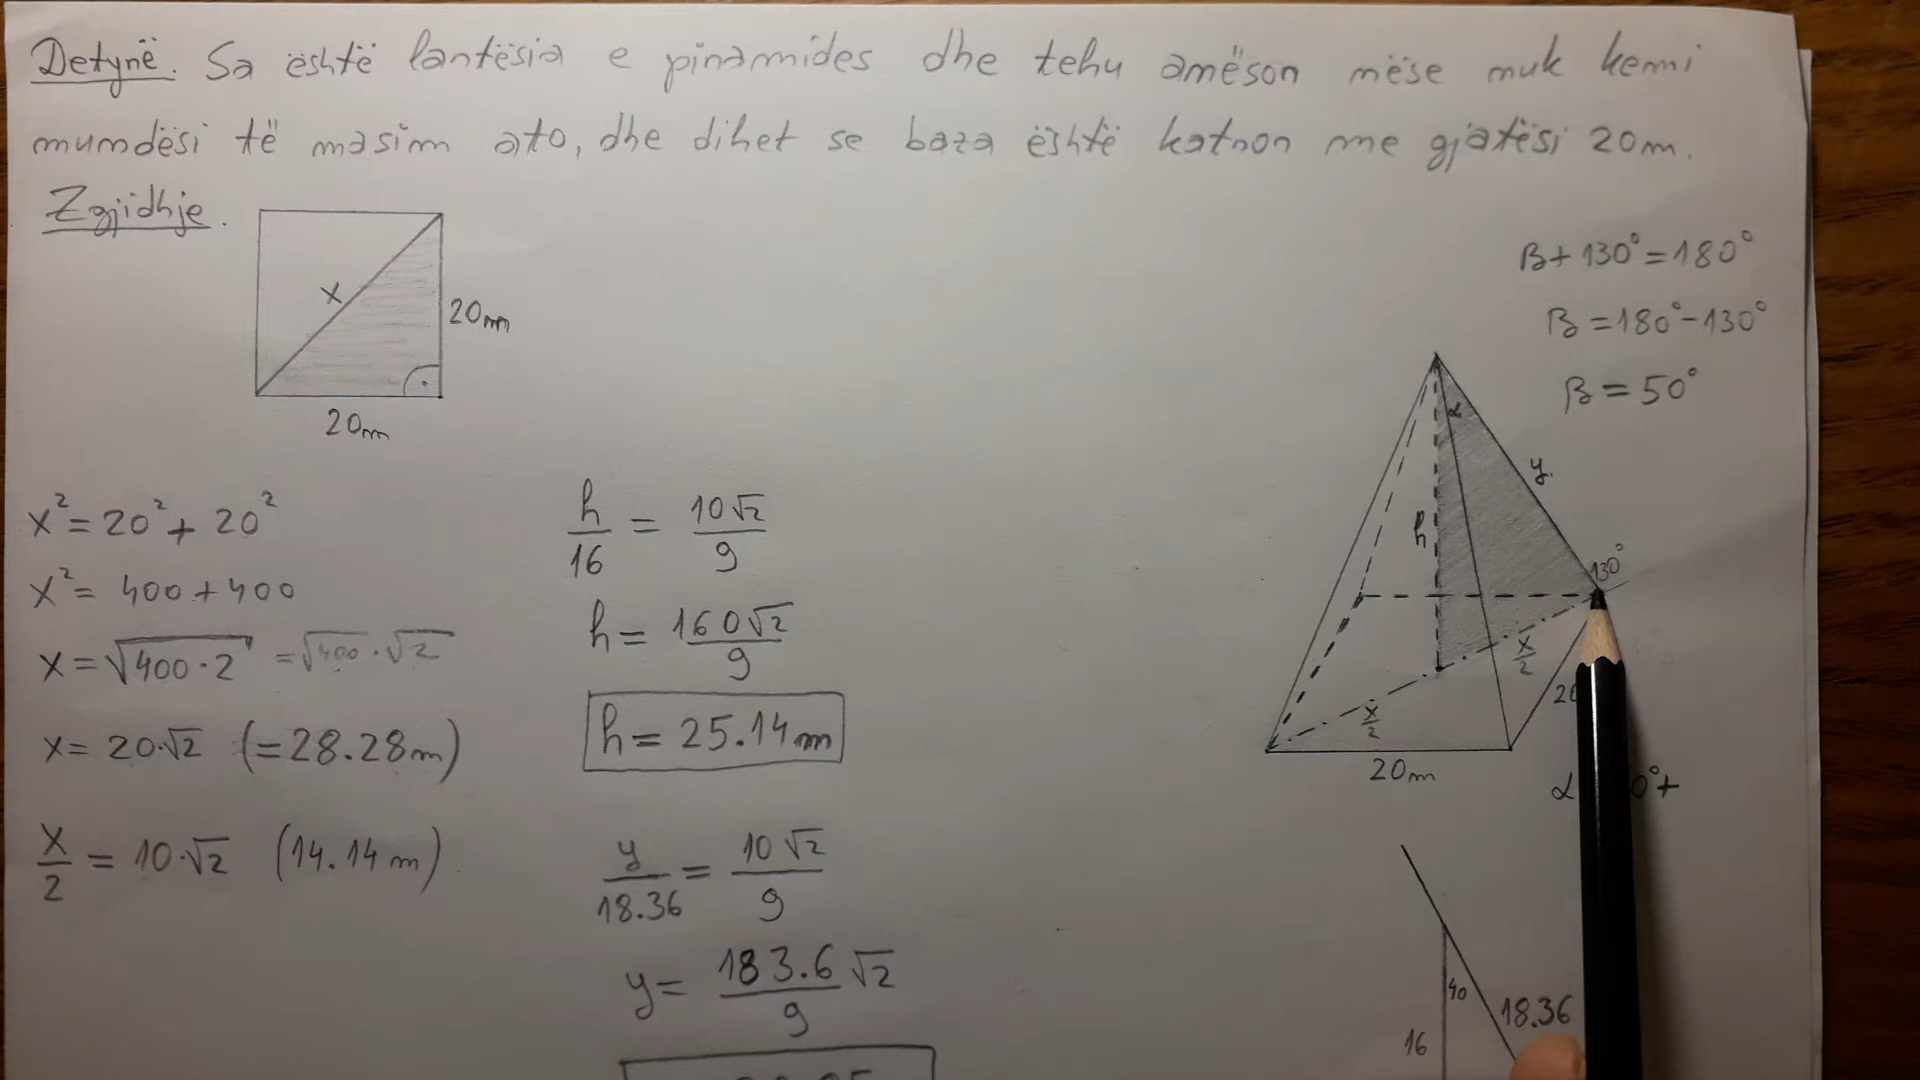 Detyrë. Sa është lartësia e piramides dhe tehu anëson nëse nuk kemi
mundësi të masim ato, dhe dihet se baza është katror me gjatësi 20m.
Zgjidhje.
x
20m
20m
x² = 20² + 20²
x² = 400 + 400
x = √400·2 = √400 · √2
x = 20·√2 (= 28.28m)
x/2 = 10·√2 (14.14 m)
h/16 = 10√2/9
h = 160√2/9
h = 25.14m
y/18.36 = 10√2/9
y = 183.6√2/9
β + 130° = 180°
β = 180° - 130°
β = 50°
α
y
h
130°
x/2
x/2
20m
40
18.36
16